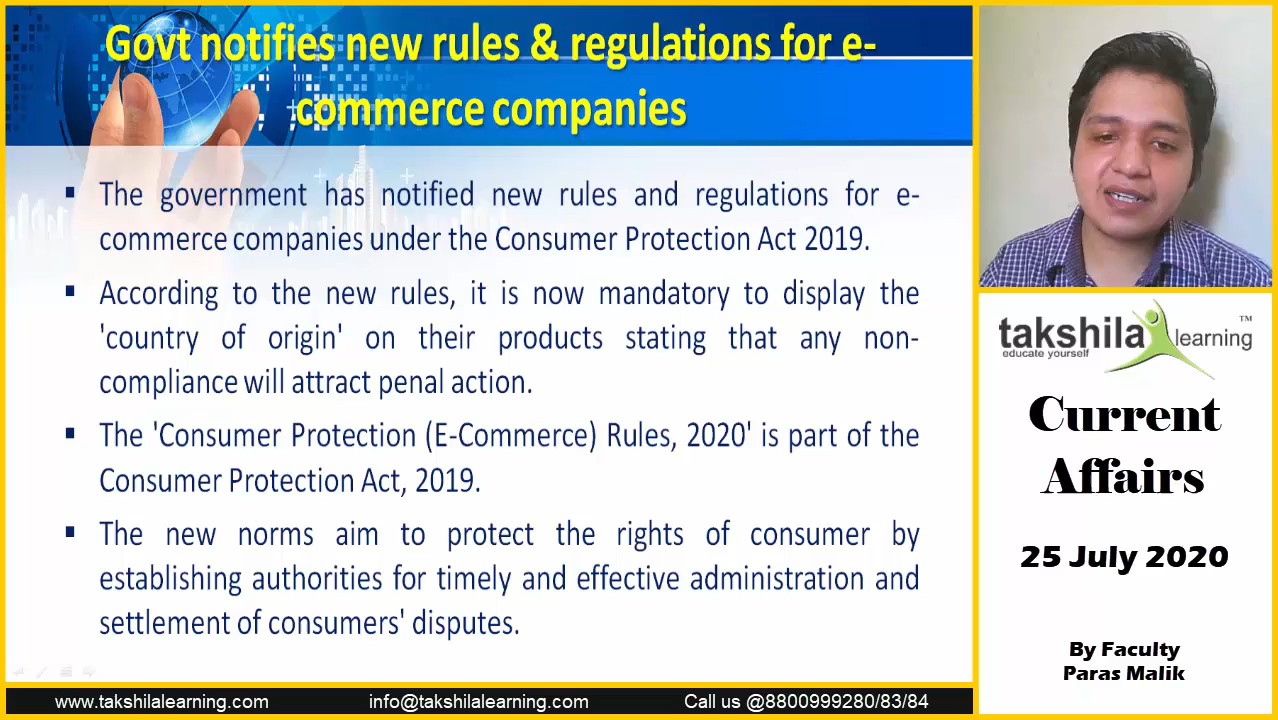 Govt notifies new rules & regulations for e-
commerce companies
▪ The government has notified new rules and regulations for e-
commerce companies under the Consumer Protection Act 2019.
▪ According to the new rules, it is now mandatory to display the
'country of origin' on their products stating that any non-
compliance will attract penal action.
▪ The 'Consumer Protection (E-Commerce) Rules, 2020' is part of the
Consumer Protection Act, 2019.
▪ The new norms aim to protect the rights of consumer by
establishing authorities for timely and effective administration and
settlement of consumers' disputes.
takshila learning TM
educate yourself
Current
Affairs
25 July 2020
By Faculty
Paras Malik
www.takshilalearning.com info@takshilalearning.com Call us @8800999280/83/84